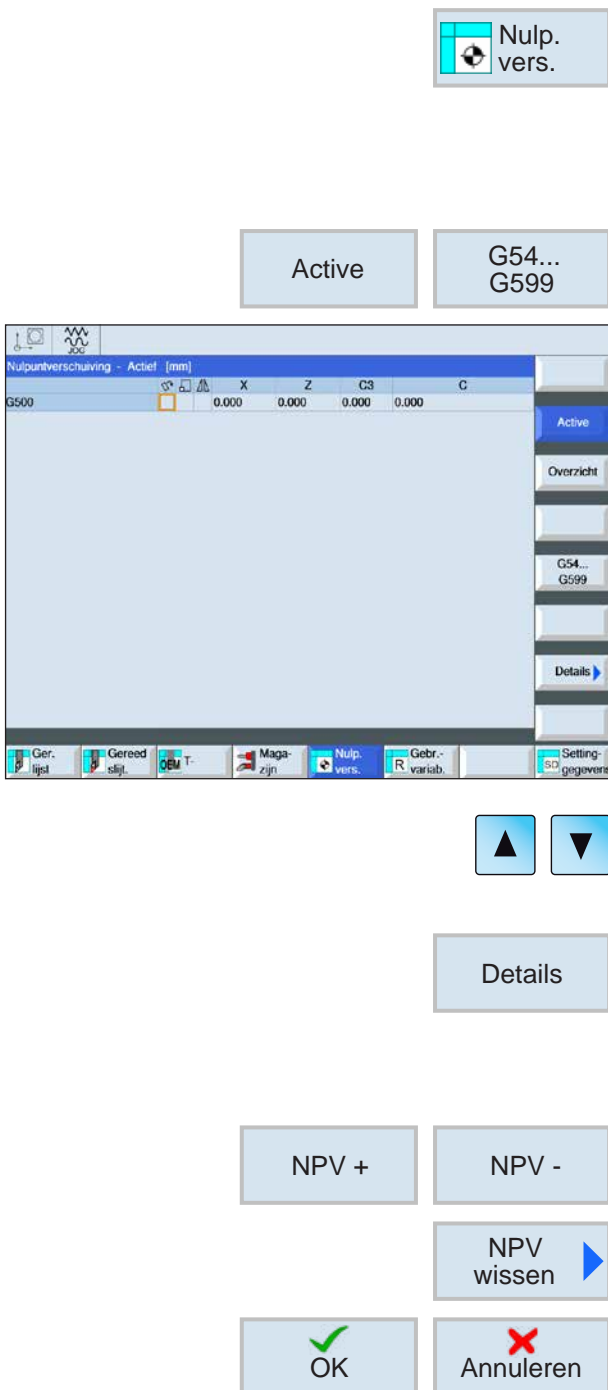 Nulp.
vers.
Active
G54...
G599
JOG
Nulpuntverschuiving - Actief [mm]
X Z C3 C
G500 0.000 0.000 0.000 0.000
Active
Overzicht
G54...
G599
Details
Ger.
lijst
Gereed
slijt.
OEM T-
Maga-
zijn
Nulp.
vers.
R Gebr.-
variab.
SD Setting-
gegevens
Details
NPV + NPV -
NPV
wissen
OK Annuleren